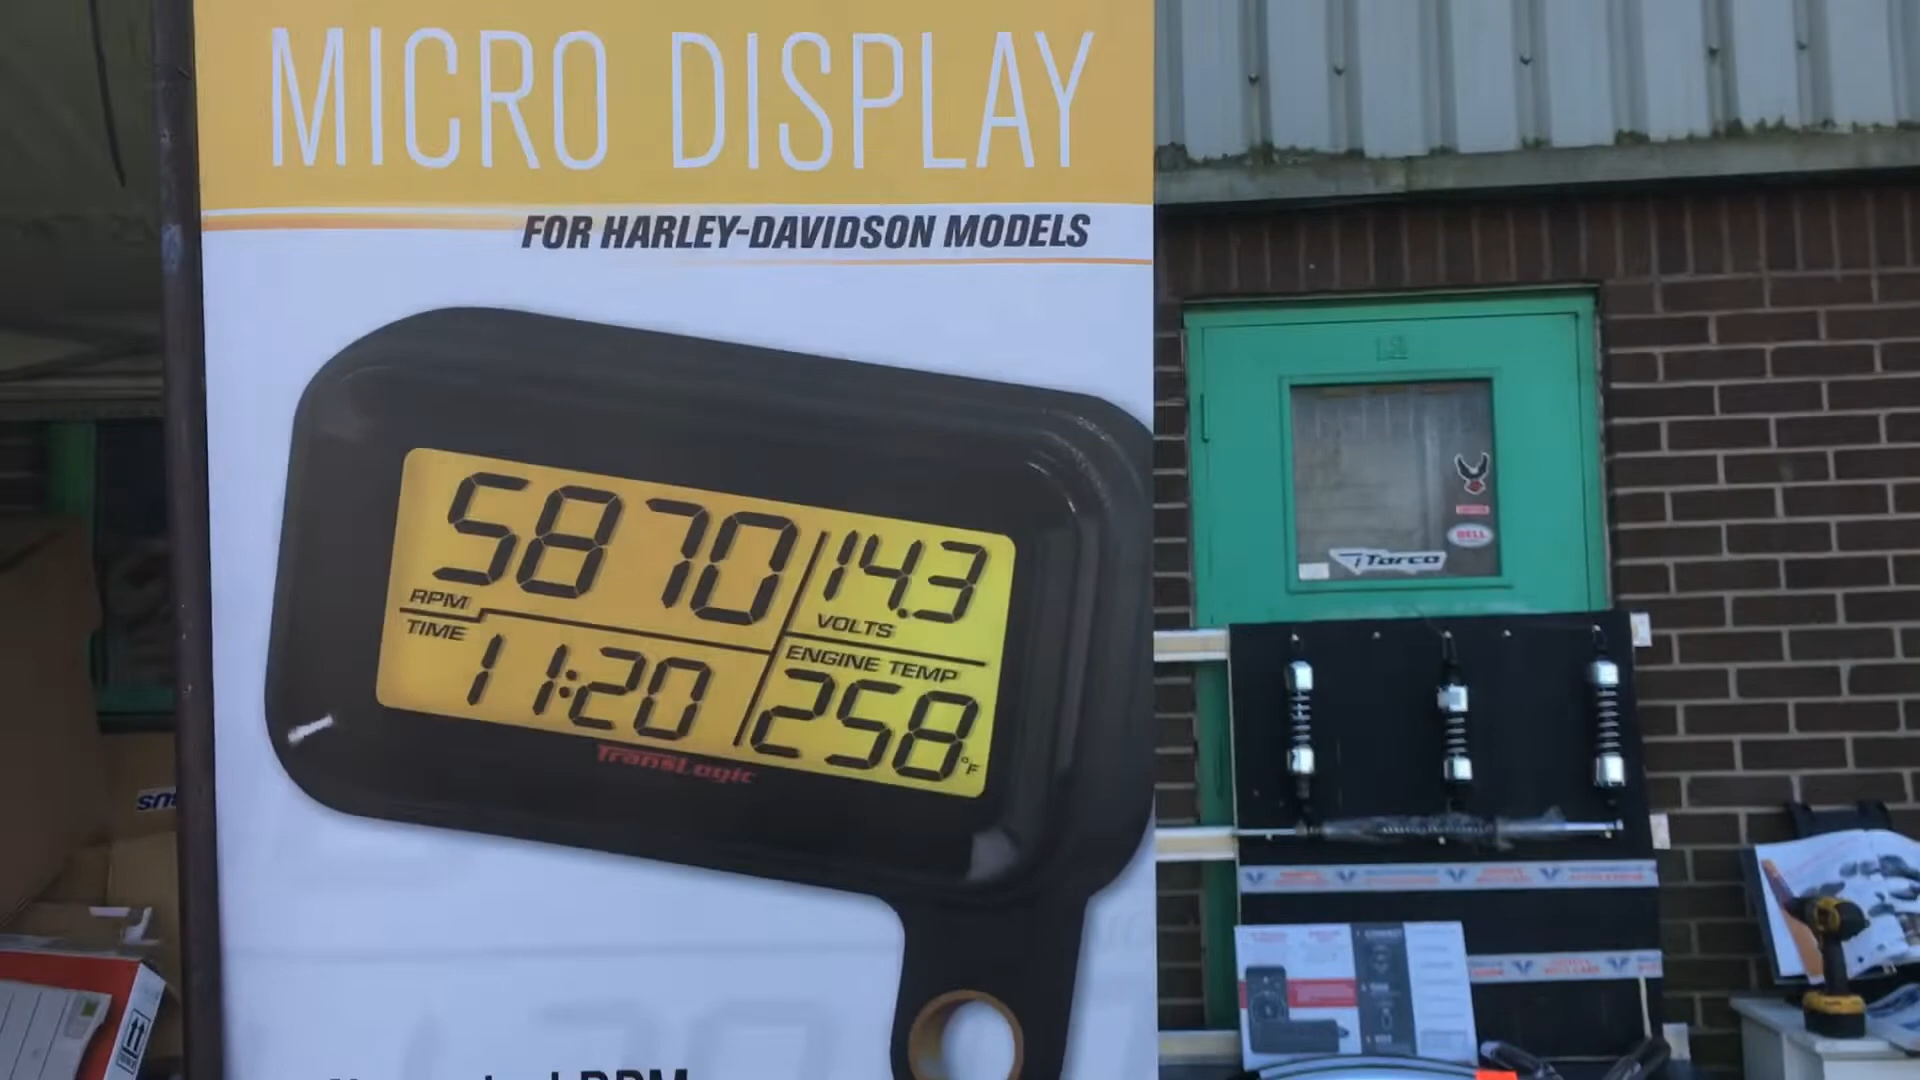 MICRO DISPLAY
FOR HARLEY-DAVIDSON MODELS
5870
RPM
14.3
VOLTS
TIME
11:20
ENGINE TEMP
258 °F
TransLogic
RPM
Torco
BELL